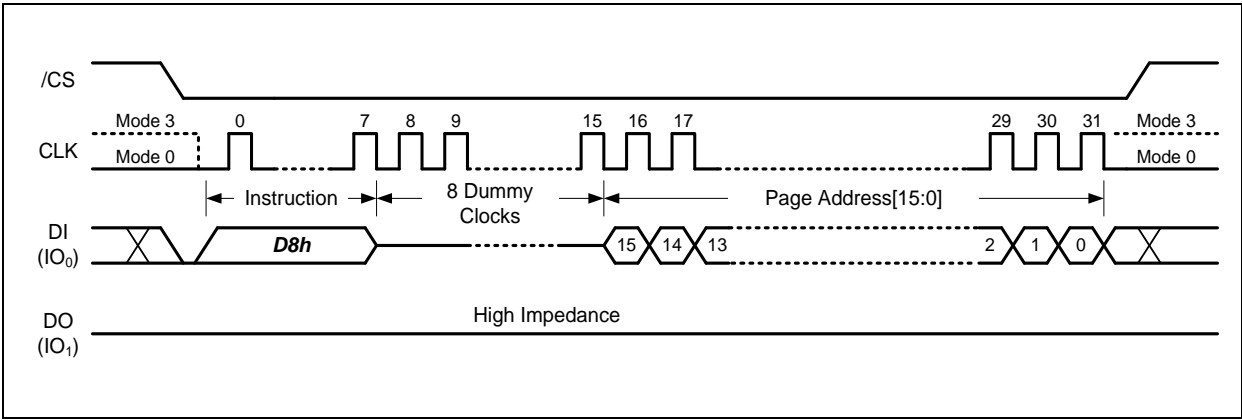 /CS
Mode 3 0 7 8 9 15 16 17 29 30 31 Mode 3
CLK
Mode 0 Mode 0
Instruction 8 Dummy Clocks Page Address[15:0]
DI
(IO₀)
D8h 15 14 13 2 1 0
High Impedance
DO
(IO₁)